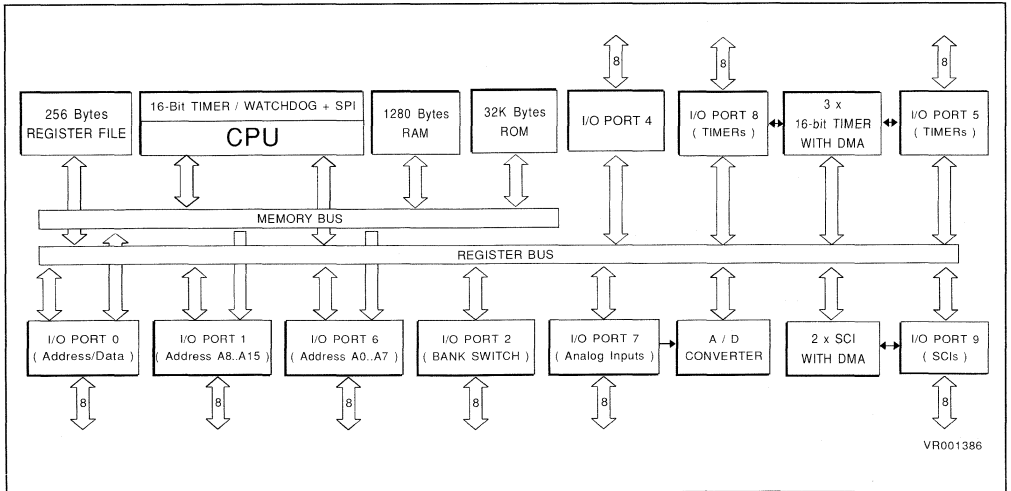 8
8
8
256 Bytes
REGISTER FILE
16-Bit TIMER / WATCHDOG + SPI
CPU
1280 Bytes
RAM
32K Bytes
ROM
I/O PORT 4
I/O PORT 8
( TIMERs )
3 x
16-bit TIMER
WITH DMA
I/O PORT 5
( TIMERs )
MEMORY BUS
REGISTER BUS
I/O PORT 0
( Address/Data )
I/O PORT 1
( Address A8..A15 )
I/O PORT 6
( Address A0..A7 )
I/O PORT 2
( BANK SWITCH )
I/O PORT 7
( Analog Inputs )
A / D
CONVERTER
2 x SCI
WITH DMA
I/O PORT 9
( SCIs )
8
8
8
8
8
8
VR001386